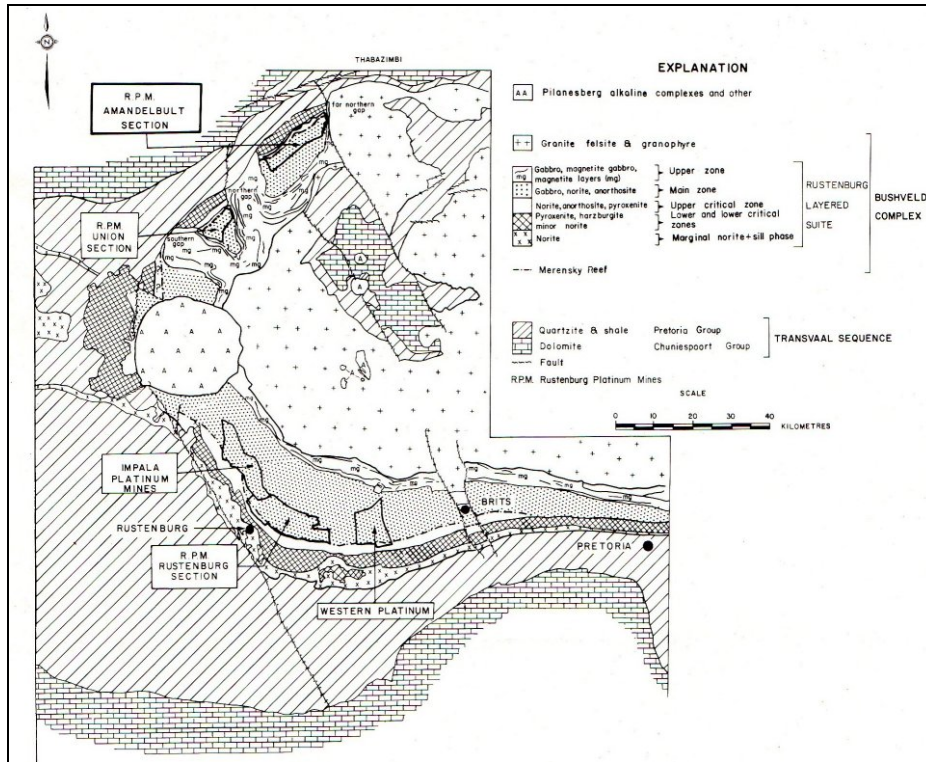 N
THABAZIMBI
R.P.M.
AMANDELBULT
SECTION
far northern
gap
northern
gap
R.P.M.
UNION
SECTION
southern
gap
mg
IMPALA
PLATINUM
MINES
RUSTENBURG
R.P.M
RUSTENBURG
SECTION
WESTERN PLATINUM
BRITS
PRETORIA
EXPLANATION
Pilanesberg alkaline complexes and other
Granite felsite & granophyre
Gabbro, magnetite gabbro,
magnetite layers (mg)
Upper zone
Gabbro, norite, anorthosite
Main zone
Norite, anorthosite, pyroxenite
Upper critical zone
Pyroxenite, harzburgite
minor norite
Lower and lower critical
zones
Norite
Marginal norite + sill phase
RUSTENBURG
LAYERED
SUITE
BUSHVELD
COMPLEX
Merensky Reef
Quartzite & shale Pretoria Group
Dolomite Chuniespoort Group
TRANSVAAL SEQUENCE
Fault
R.P.M. Rustenburg Platinum Mines
SCALE
0 10 20 30 40
KILOMETRES